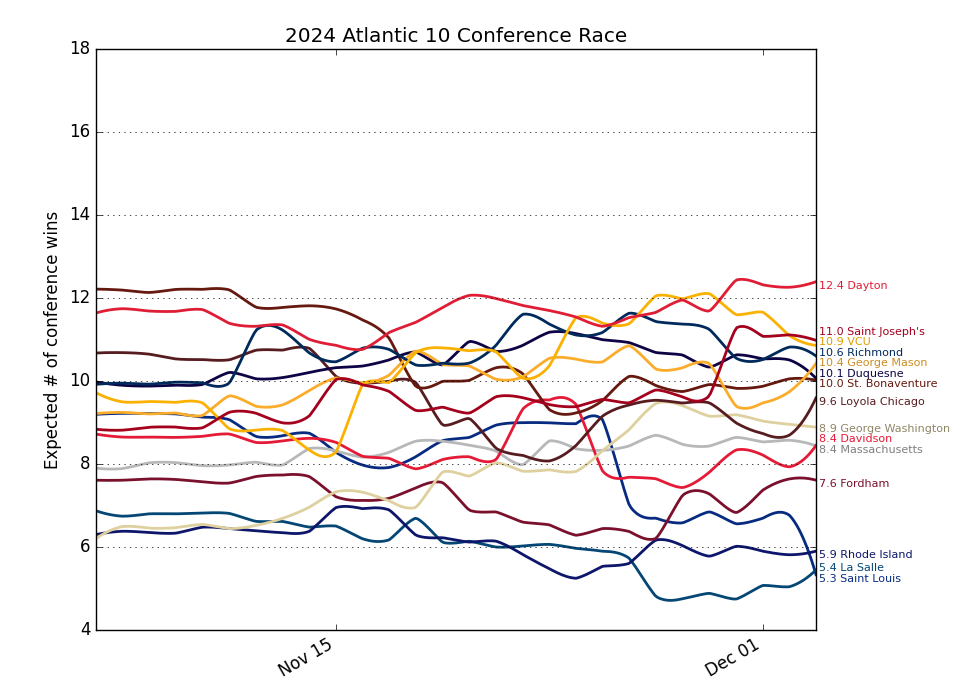 2024 Atlantic 10 Conference Race
Expected # of conference wins
18
16
14
12
10
8
6
4
Nov 15
Dec 01
12.4 Dayton
11.0 Saint Joseph's
10.9 VCU
10.6 Richmond
10.4 George Mason
10.1 Duquesne
10.0 St. Bonaventure
9.6 Loyola Chicago
8.9 George Washington
8.4 Davidson
8.4 Massachusetts
7.6 Fordham
5.9 Rhode Island
5.4 La Salle
5.3 Saint Louis